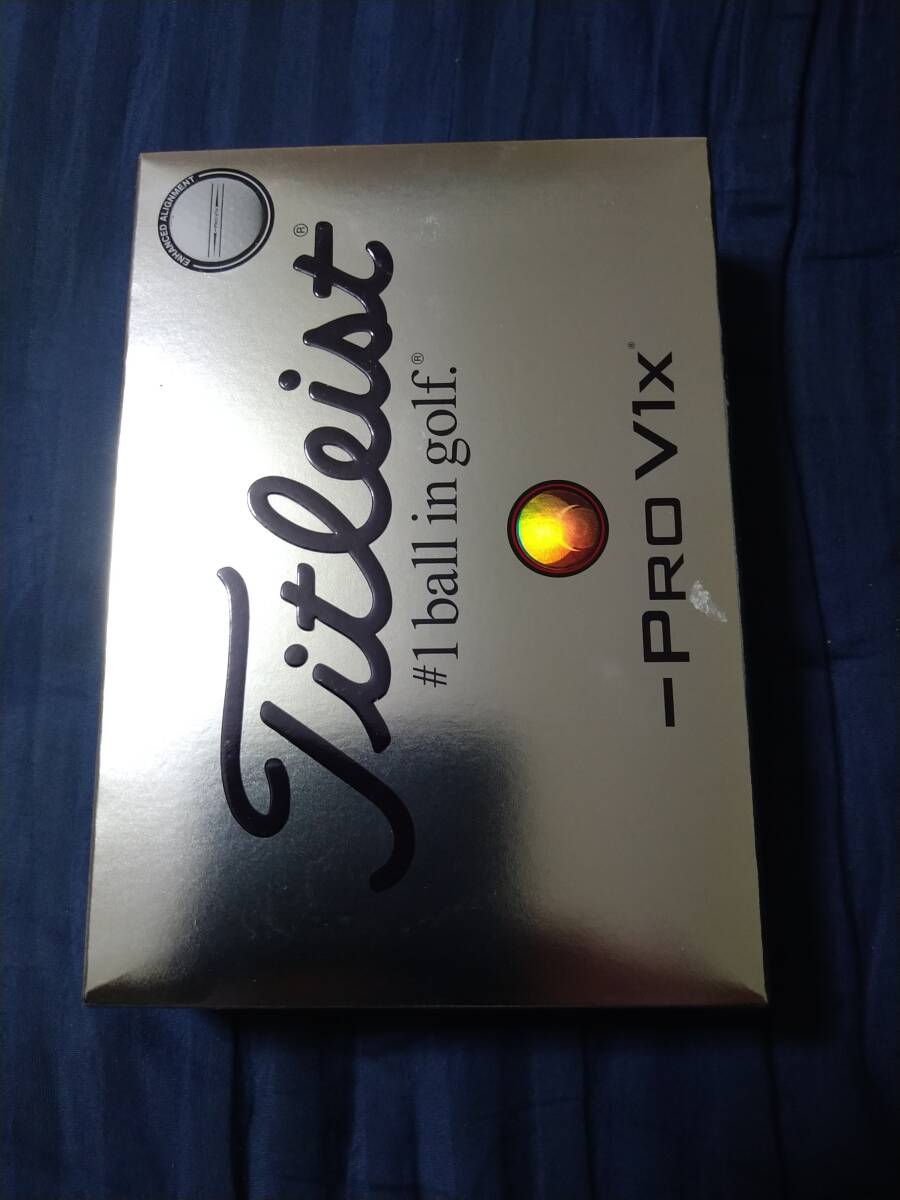 ENHANCED ALIGNMENT
Titleist®
#1 ball in golf.®
–PRO V1x®